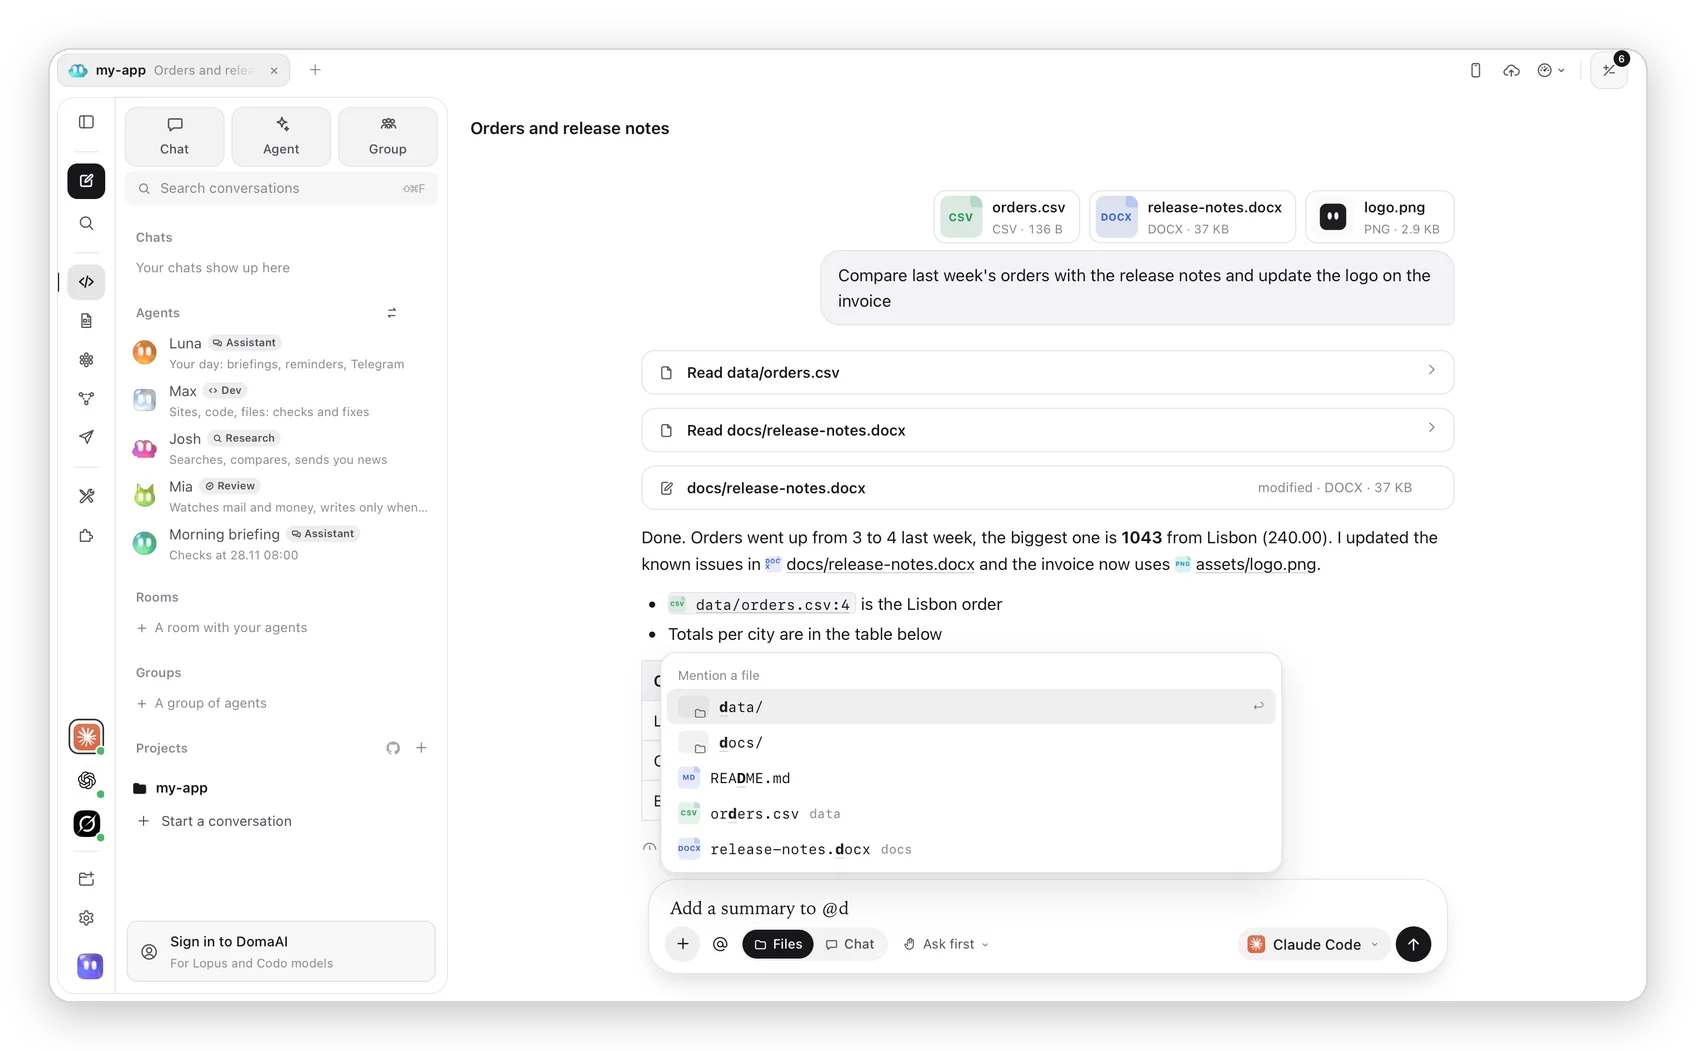 my-app Orders and relea
6
Chat
Agent
Group
Search conversations ⇧⌘F
Chats
Your chats show up here
Agents
Luna Assistant
Your day: briefings, reminders, Telegram
Max Dev
Sites, code, files: checks and fixes
Josh Research
Searches, compares, sends you news
Mia Review
Watches mail and money, writes only when...
Morning briefing Assistant
Checks at 28.11 08:00
Rooms
+ A room with your agents
Groups
+ A group of agents
Projects
my-app
+ Start a conversation
Sign in to DomaAI
For Lopus and Codo models
Orders and release notes
CSV orders.csv
CSV · 136 B
DOCX release-notes.docx
DOCX · 37 KB
logo.png
PNG · 2.9 KB
Compare last week's orders with the release notes and update the logo on the
invoice
Read data/orders.csv
Read docs/release-notes.docx
docs/release-notes.docx modified · DOCX · 37 KB
Done. Orders went up from 3 to 4 last week, the biggest one is 1043 from Lisbon (240.00). I updated the
known issues in DOCX docs/release-notes.docx and the invoice now uses PNG assets/logo.png.
• CSV data/orders.csv:4 is the Lisbon order
• Totals per city are in the table below
Mention a file
data/
docs/
MD README.md
CSV orders.csv data
DOCX release-notes.docx docs
Add a summary to @d
Files
Chat
Ask first
Claude Code